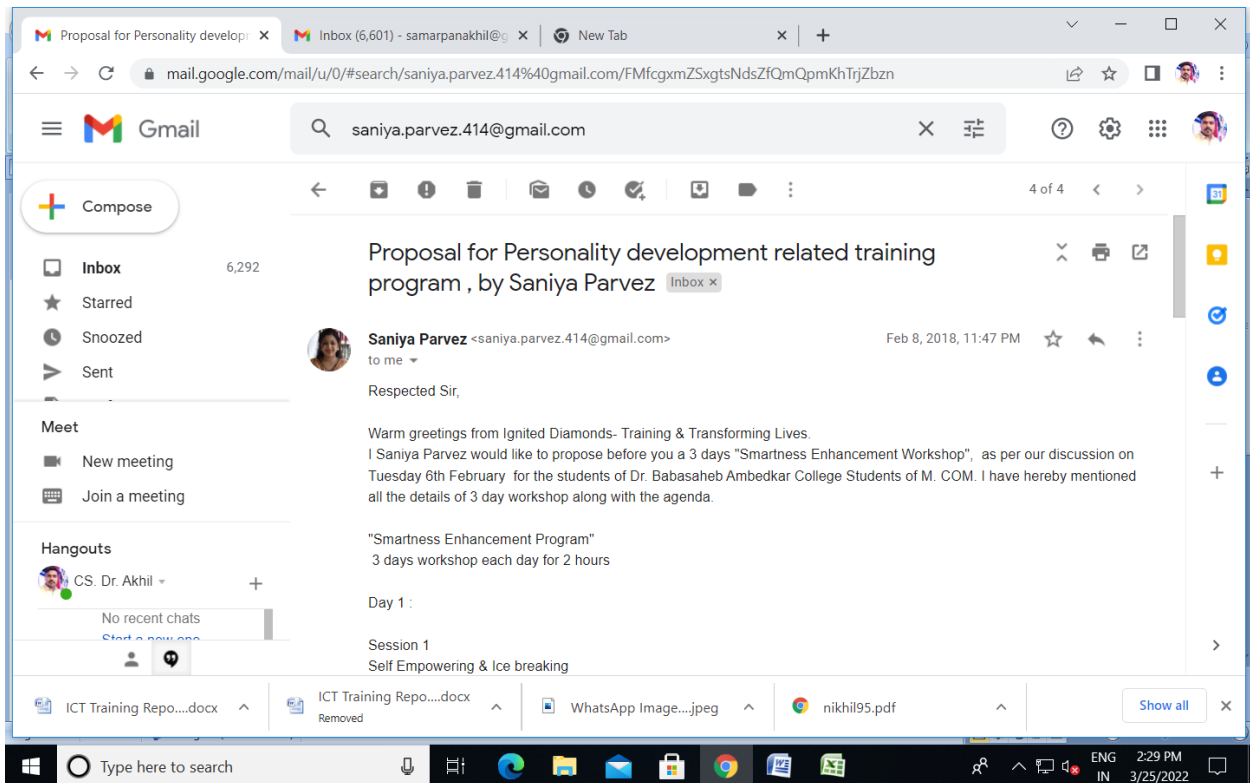 Proposal for Personality develop
Inbox (6,601) - samarpanakhil@g
New Tab
mail.google.com/mail/u/0/#search/saniya.parvez.414%40gmail.com/FMfcgxmZSxgtsNdsZfQmQpmKhTrjZbzn
Gmail
saniya.parvez.414@gmail.com
Compose
4 of 4
31
Inbox 6,292
Starred
Snoozed
Sent
Meet
New meeting
Join a meeting
Hangouts
CS. Dr. Akhil
No recent chats
Start a new one
Proposal for Personality development related training
program , by Saniya Parvez Inbox ×
Saniya Parvez <saniya.parvez.414@gmail.com> Feb 8, 2018, 11:47 PM
to me
Respected Sir,
Warm greetings from Ignited Diamonds- Training & Transforming Lives.
I Saniya Parvez would like to propose before you a 3 days "Smartness Enhancement Workshop", as per our discussion on
Tuesday 6th February for the students of Dr. Babasaheb Ambedkar College Students of M. COM. I have hereby mentioned
all the details of 3 day workshop along with the agenda.
"Smartness Enhancement Program"
3 days workshop each day for 2 hours
Day 1 :
Session 1
Self Empowering & Ice breaking
ICT Training Repo....docx
ICT Training Repo....docx
Removed
WhatsApp Image....jpeg
nikhil95.pdf
Show all
Type here to search
ENG
IN
2:29 PM
3/25/2022